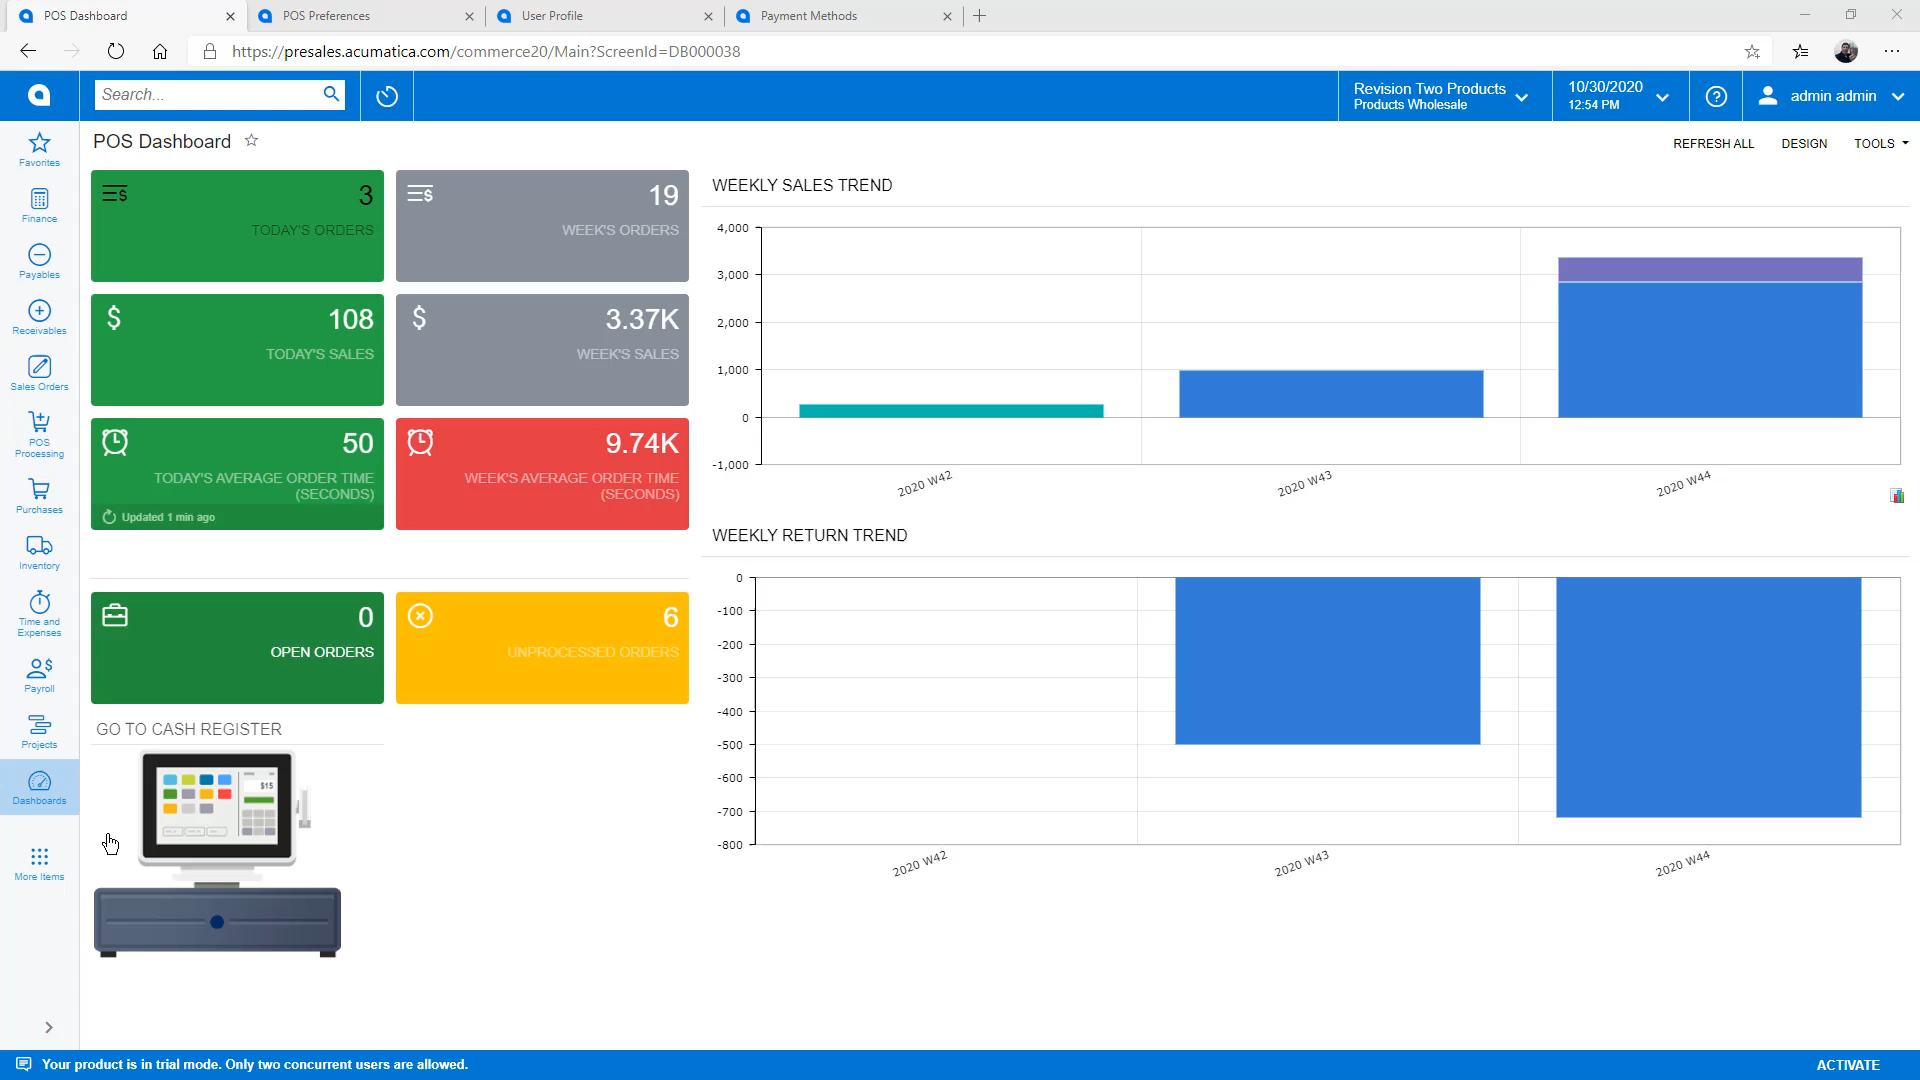 POS Dashboard
POS Preferences
User Profile
Payment Methods
https://presales.acumatica.com/commerce20/Main?ScreenId=DB000038
Search...
Revision Two Products
Products Wholesale
10/30/2020
12:54 PM
admin admin
POS Dashboard
REFRESH ALL
DESIGN
TOOLS
Favorites
Finance
Payables
Receivables
Sales Orders
POS
Processing
Purchases
Inventory
Time and
Expenses
Payroll
Projects
Dashboards
More Items
3
TODAY'S ORDERS
19
WEEK'S ORDERS
$ 108
TODAY'S SALES
$ 3.37K
WEEK'S SALES
50
TODAY'S AVERAGE ORDER TIME
(SECONDS)
Updated 1 min ago
9.74K
WEEK'S AVERAGE ORDER TIME
(SECONDS)
0
OPEN ORDERS
6
UNPROCESSED ORDERS
GO TO CASH REGISTER
$15
WEEKLY SALES TREND
4,000
3,000
2,000
1,000
0
-1,000
2020 W42
2020 W43
2020 W44
WEEKLY RETURN TREND
0
-100
-200
-300
-400
-500
-600
-700
-800
2020 W42
2020 W43
2020 W44
Your product is in trial mode. Only two concurrent users are allowed.
ACTIVATE